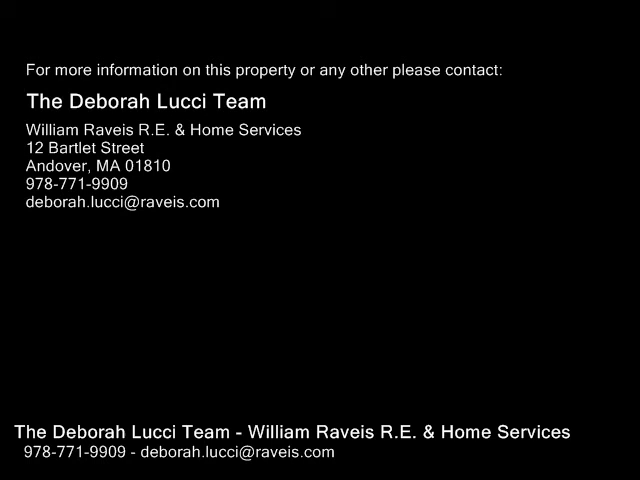 For more information on this property or any other please contact:
The Deborah Lucci Team
William Raveis R.E. & Home Services
12 Bartlet Street
Andover, MA 01810
978-771-9909
deborah.lucci@raveis.com
The Deborah Lucci Team - William Raveis R.E. & Home Services
978-771-9909 - deborah.lucci@raveis.com